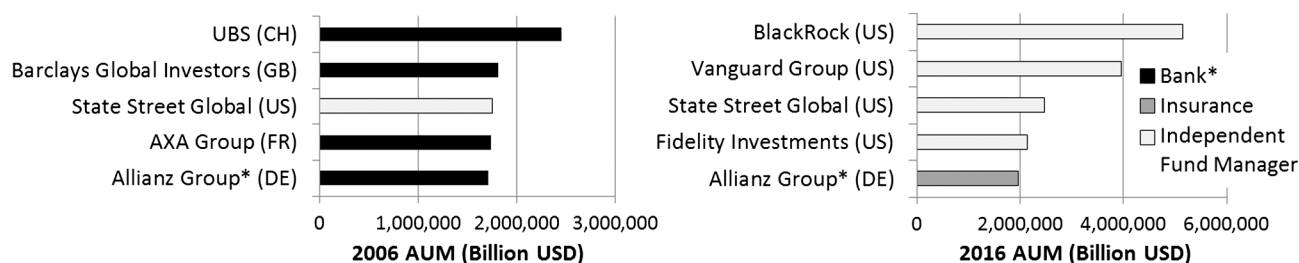 UBS (CH)
Barclays Global Investors (GB)
State Street Global (US)
AXA Group (FR)
Allianz Group* (DE)
0
1,000,000
2,000,000
3,000,000
2006 AUM (Billion USD)
BlackRock (US)
Vanguard Group (US)
State Street Global (US)
Fidelity Investments (US)
Allianz Group* (DE)
0
2,000,000
4,000,000
6,000,000
2016 AUM (Billion USD)
Bank*
Insurance
Independent
Fund Manager